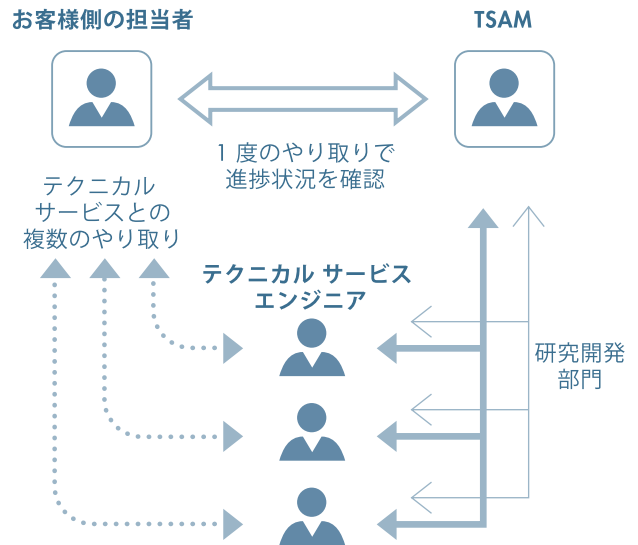 お客様側の担当者
TSAM
1 度のやり取りで
進捗状況を確認
テクニカル
サービスとの
複数のやり取り
テクニカル サービス
エンジニア
研究開発
部門